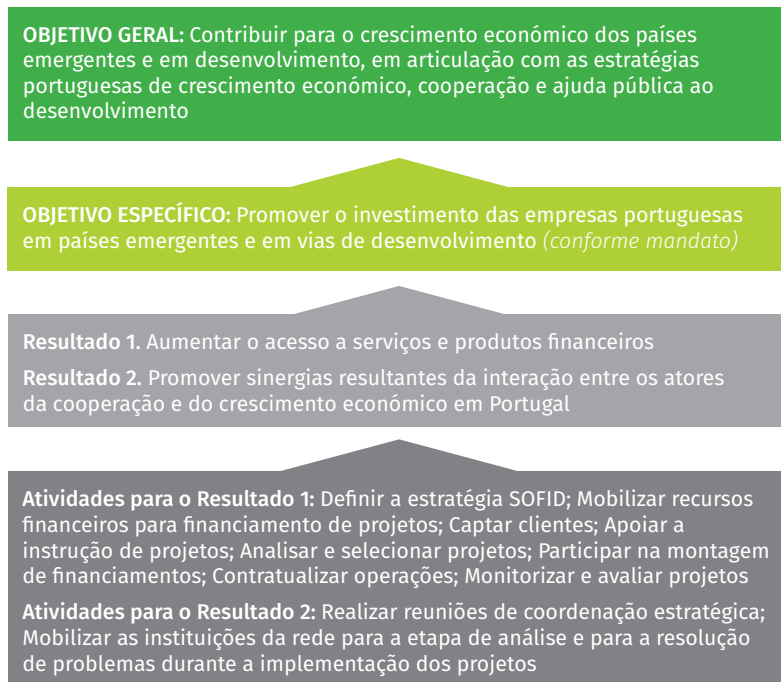 OBJETIVO GERAL: Contribuir para o crescimento económico dos países
emergentes e em desenvolvimento, em articulação com as estratégias
portuguesas de crescimento económico, cooperação e ajuda pública ao
desenvolvimento
OBJETIVO ESPECÍFICO: Promover o investimento das empresas portuguesas
em países emergentes e em vias de desenvolvimento (conforme mandato)
Resultado 1. Aumentar o acesso a serviços e produtos financeiros
Resultado 2. Promover sinergias resultantes da interação entre os atores
da cooperação e do crescimento económico em Portugal
Atividades para o Resultado 1: Definir a estratégia SOFID; Mobilizar recursos
financeiros para financiamento de projetos; Captar clientes; Apoiar a
instrução de projetos; Analisar e selecionar projetos; Participar na montagem
de financiamentos; Contratualizar operações; Monitorizar e avaliar projetos
Atividades para o Resultado 2: Realizar reuniões de coordenação estratégica;
Mobilizar as instituições da rede para a etapa de análise e para a resolução
de problemas durante a implementação dos projetos